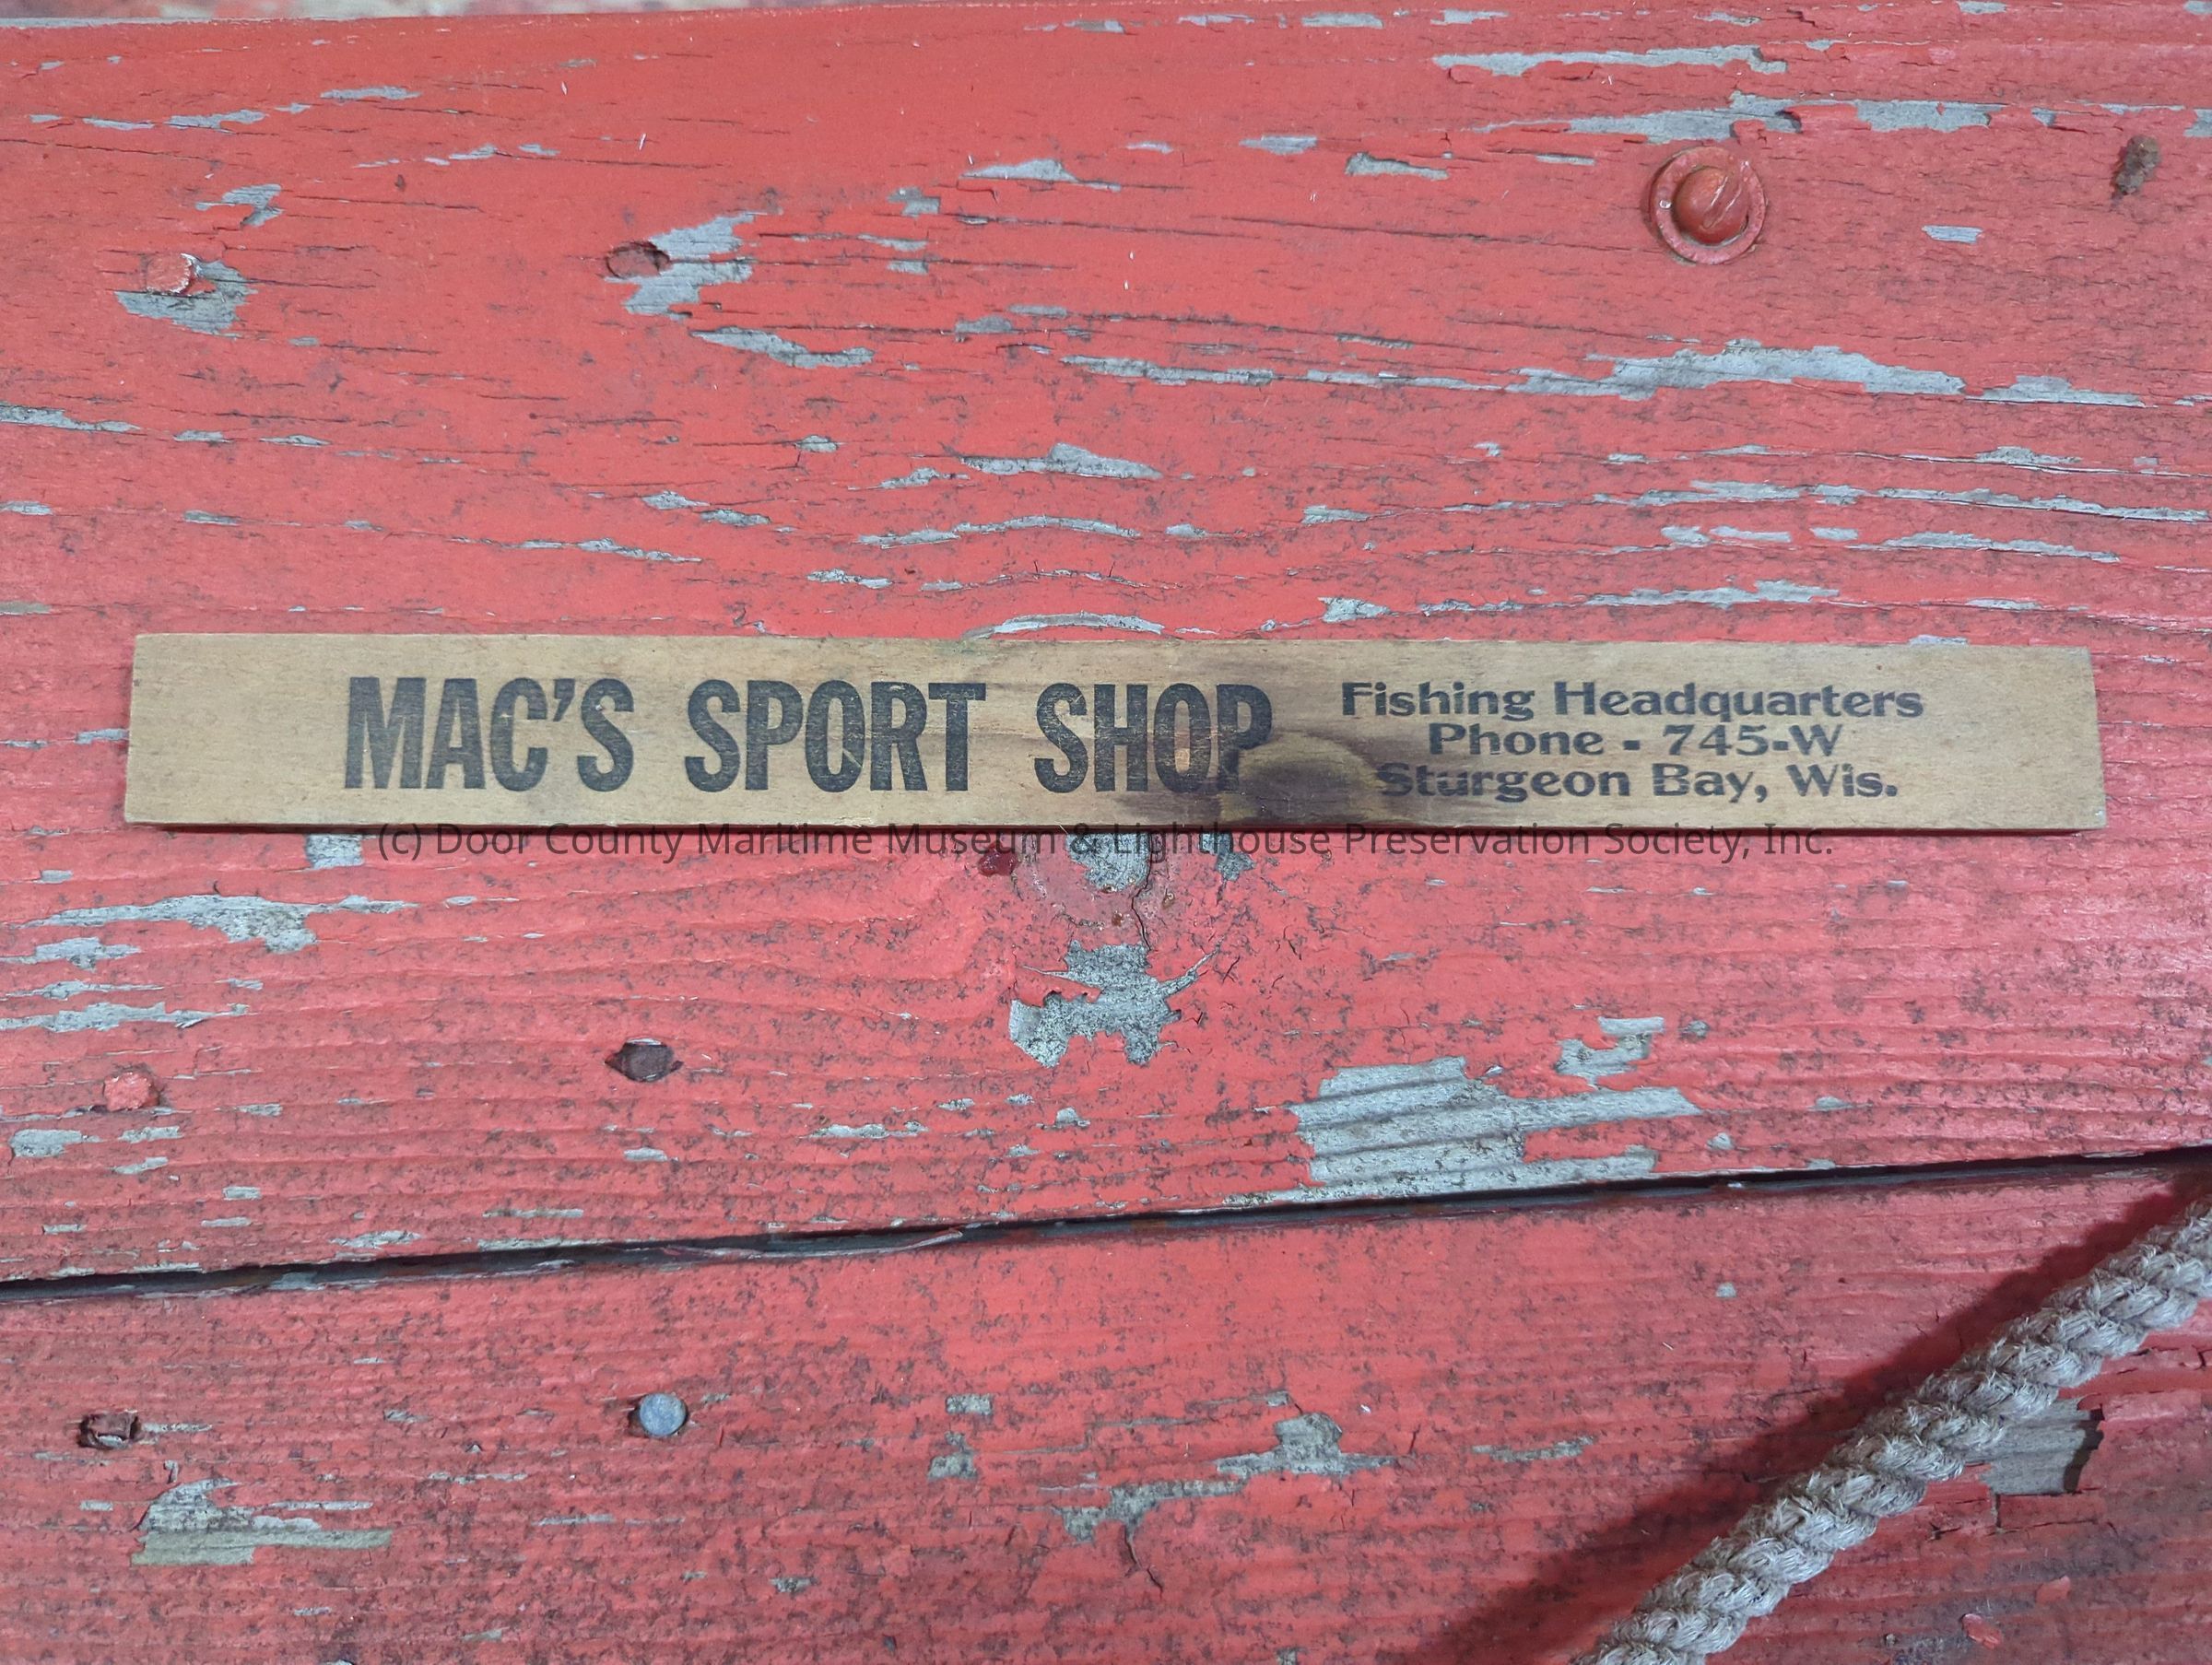 MAC'S SPORT SHOP
Fishing Headquarters
Phone - 745-W
Sturgeon Bay, Wis.
(c) Door County Maritime Museum & Lighthouse Preservation Society, Inc.